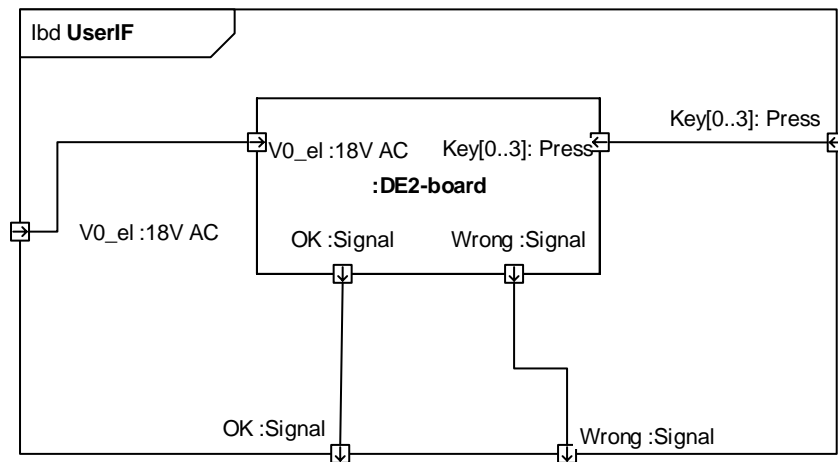 Ibd UserIF
Key[0..3]: Press
V0_el :18V AC
Key[0..3]: Press
:DE2-board
V0_el :18V AC
OK :Signal
Wrong :Signal
OK :Signal
Wrong :Signal